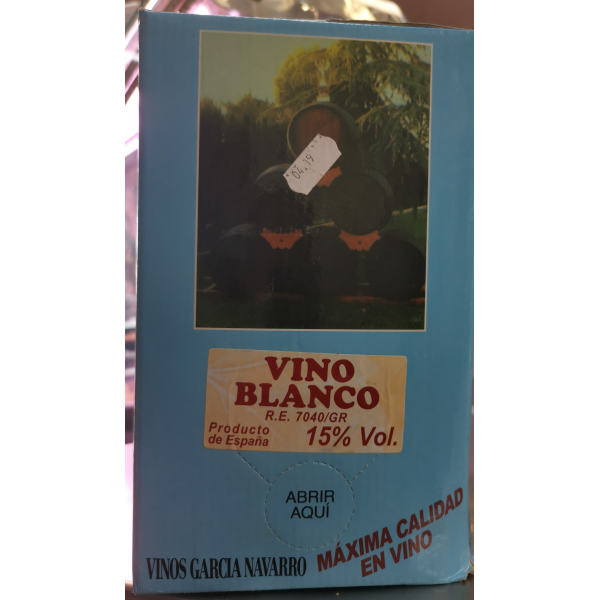 04.19
VINO
BLANCO
R.E. 7040/GR
Producto
de España
15% Vol.
ABRIR
AQUÍ
MÁXIMA CALIDAD
EN VINO
VINOS GARCIA NAVARRO